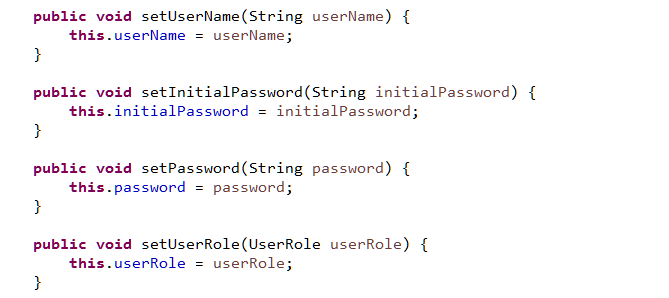 public void setUserName(String userName) {
    this.userName = userName;
}

public void setInitialPassword(String initialPassword) {
    this.initialPassword = initialPassword;
}

public void setPassword(String password) {
    this.password = password;
}

public void setUserRole(UserRole userRole) {
    this.userRole = userRole;
}